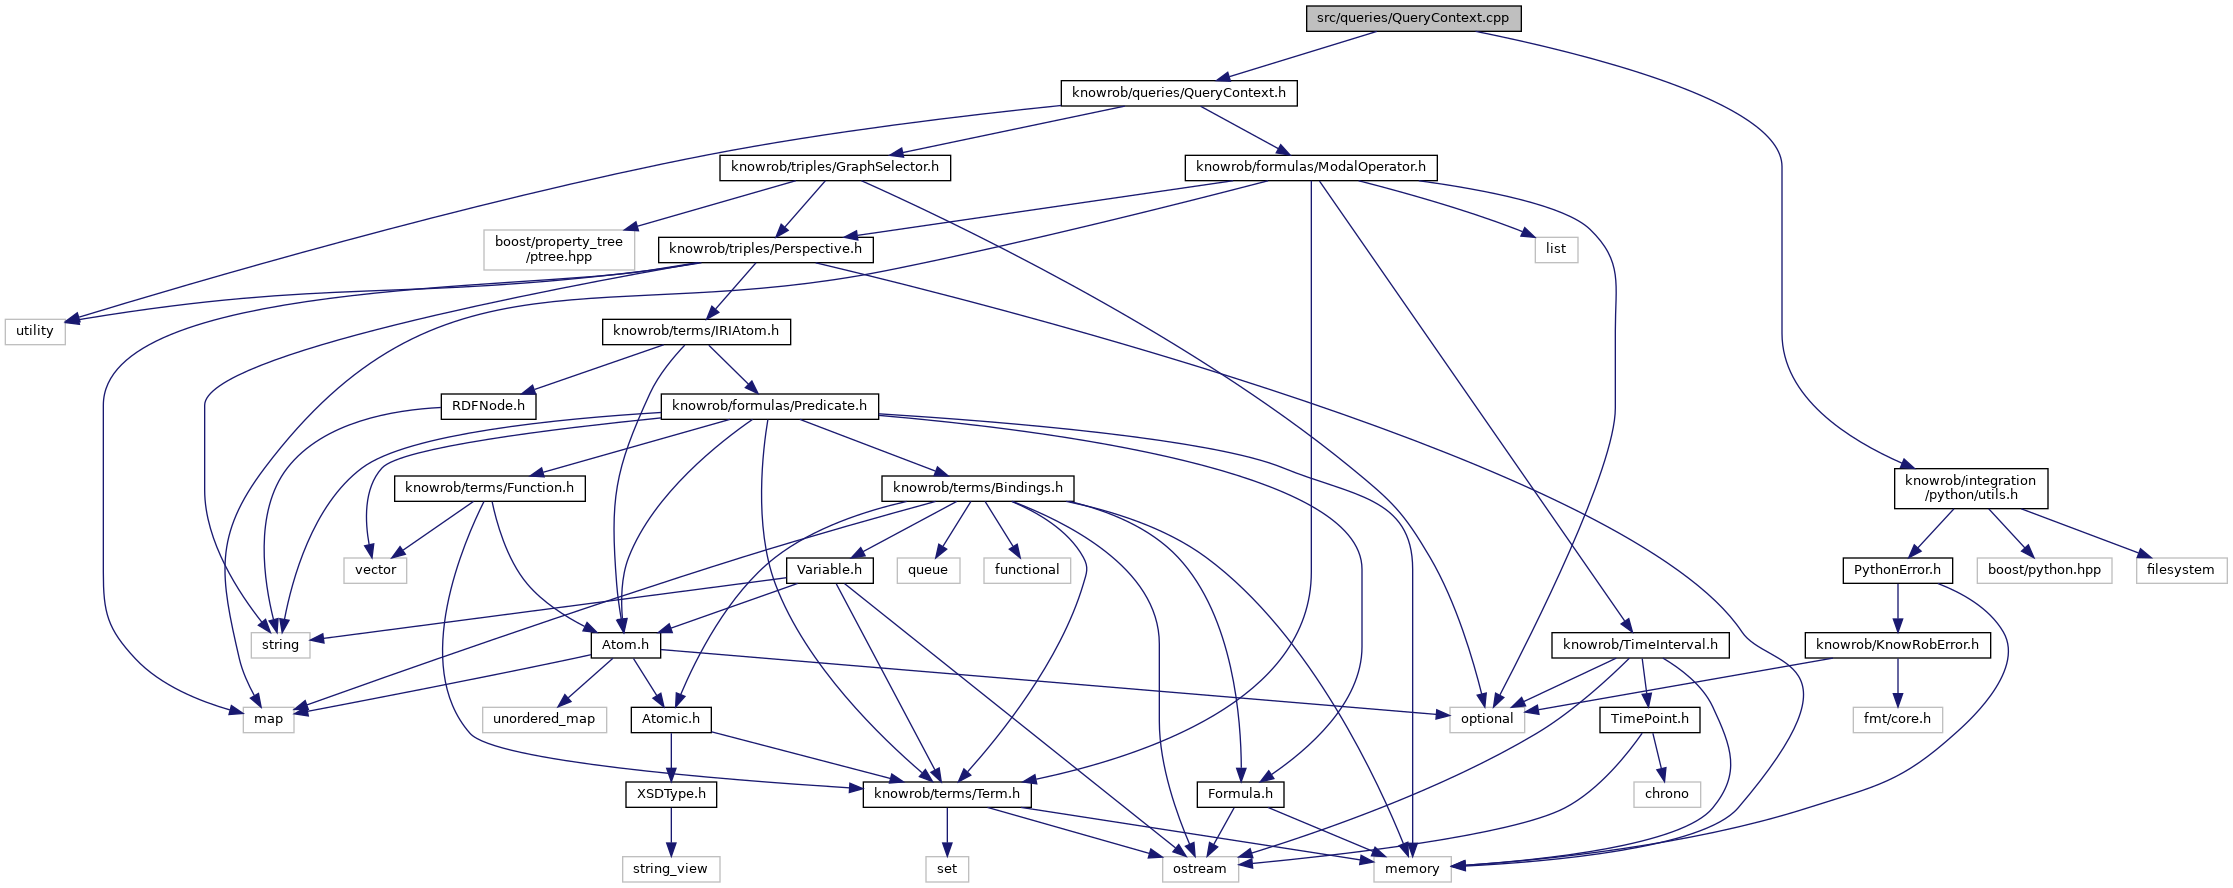 src/queries/QueryContext.cpp
knowrob/queries/QueryContext.h
knowrob/triples/GraphSelector.h
knowrob/formulas/ModalOperator.h
boost/property_tree
/ptree.hpp
knowrob/triples/Perspective.h
list
utility
knowrob/terms/IRIAtom.h
RDFNode.h
knowrob/formulas/Predicate.h
knowrob/terms/Function.h
knowrob/terms/Bindings.h
knowrob/integration
/python/utils.h
vector
Variable.h
queue
functional
PythonError.h
boost/python.hpp
filesystem
string
Atom.h
knowrob/TimeInterval.h
knowrob/KnowRobError.h
map
unordered_map
Atomic.h
optional
TimePoint.h
fmt/core.h
XSDType.h
knowrob/terms/Term.h
Formula.h
chrono
string_view
set
ostream
memory